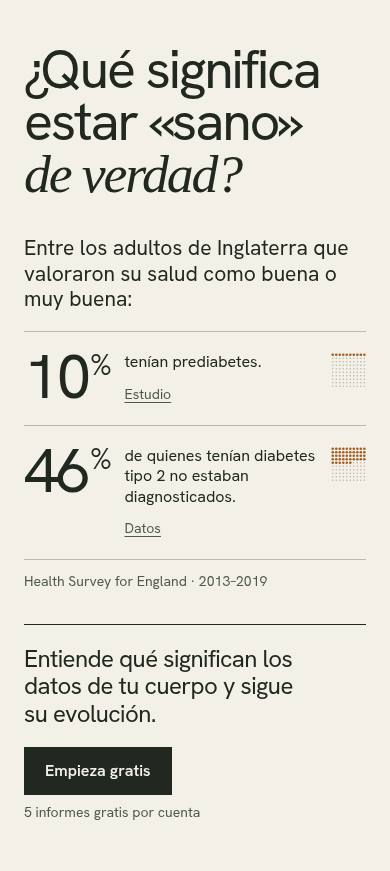 ¿Qué significa
estar «sano»
de verdad?
Entre los adultos de Inglaterra que
valoraron su salud como buena o
muy buena:
10%
tenían prediabetes.
Estudio
46%
de quienes tenían diabetes
tipo 2 no estaban
diagnosticados.
Datos
Health Survey for England · 2013–2019
Entiende qué significan los
datos de tu cuerpo y sigue
su evolución.
Empieza gratis
5 informes gratis por cuenta